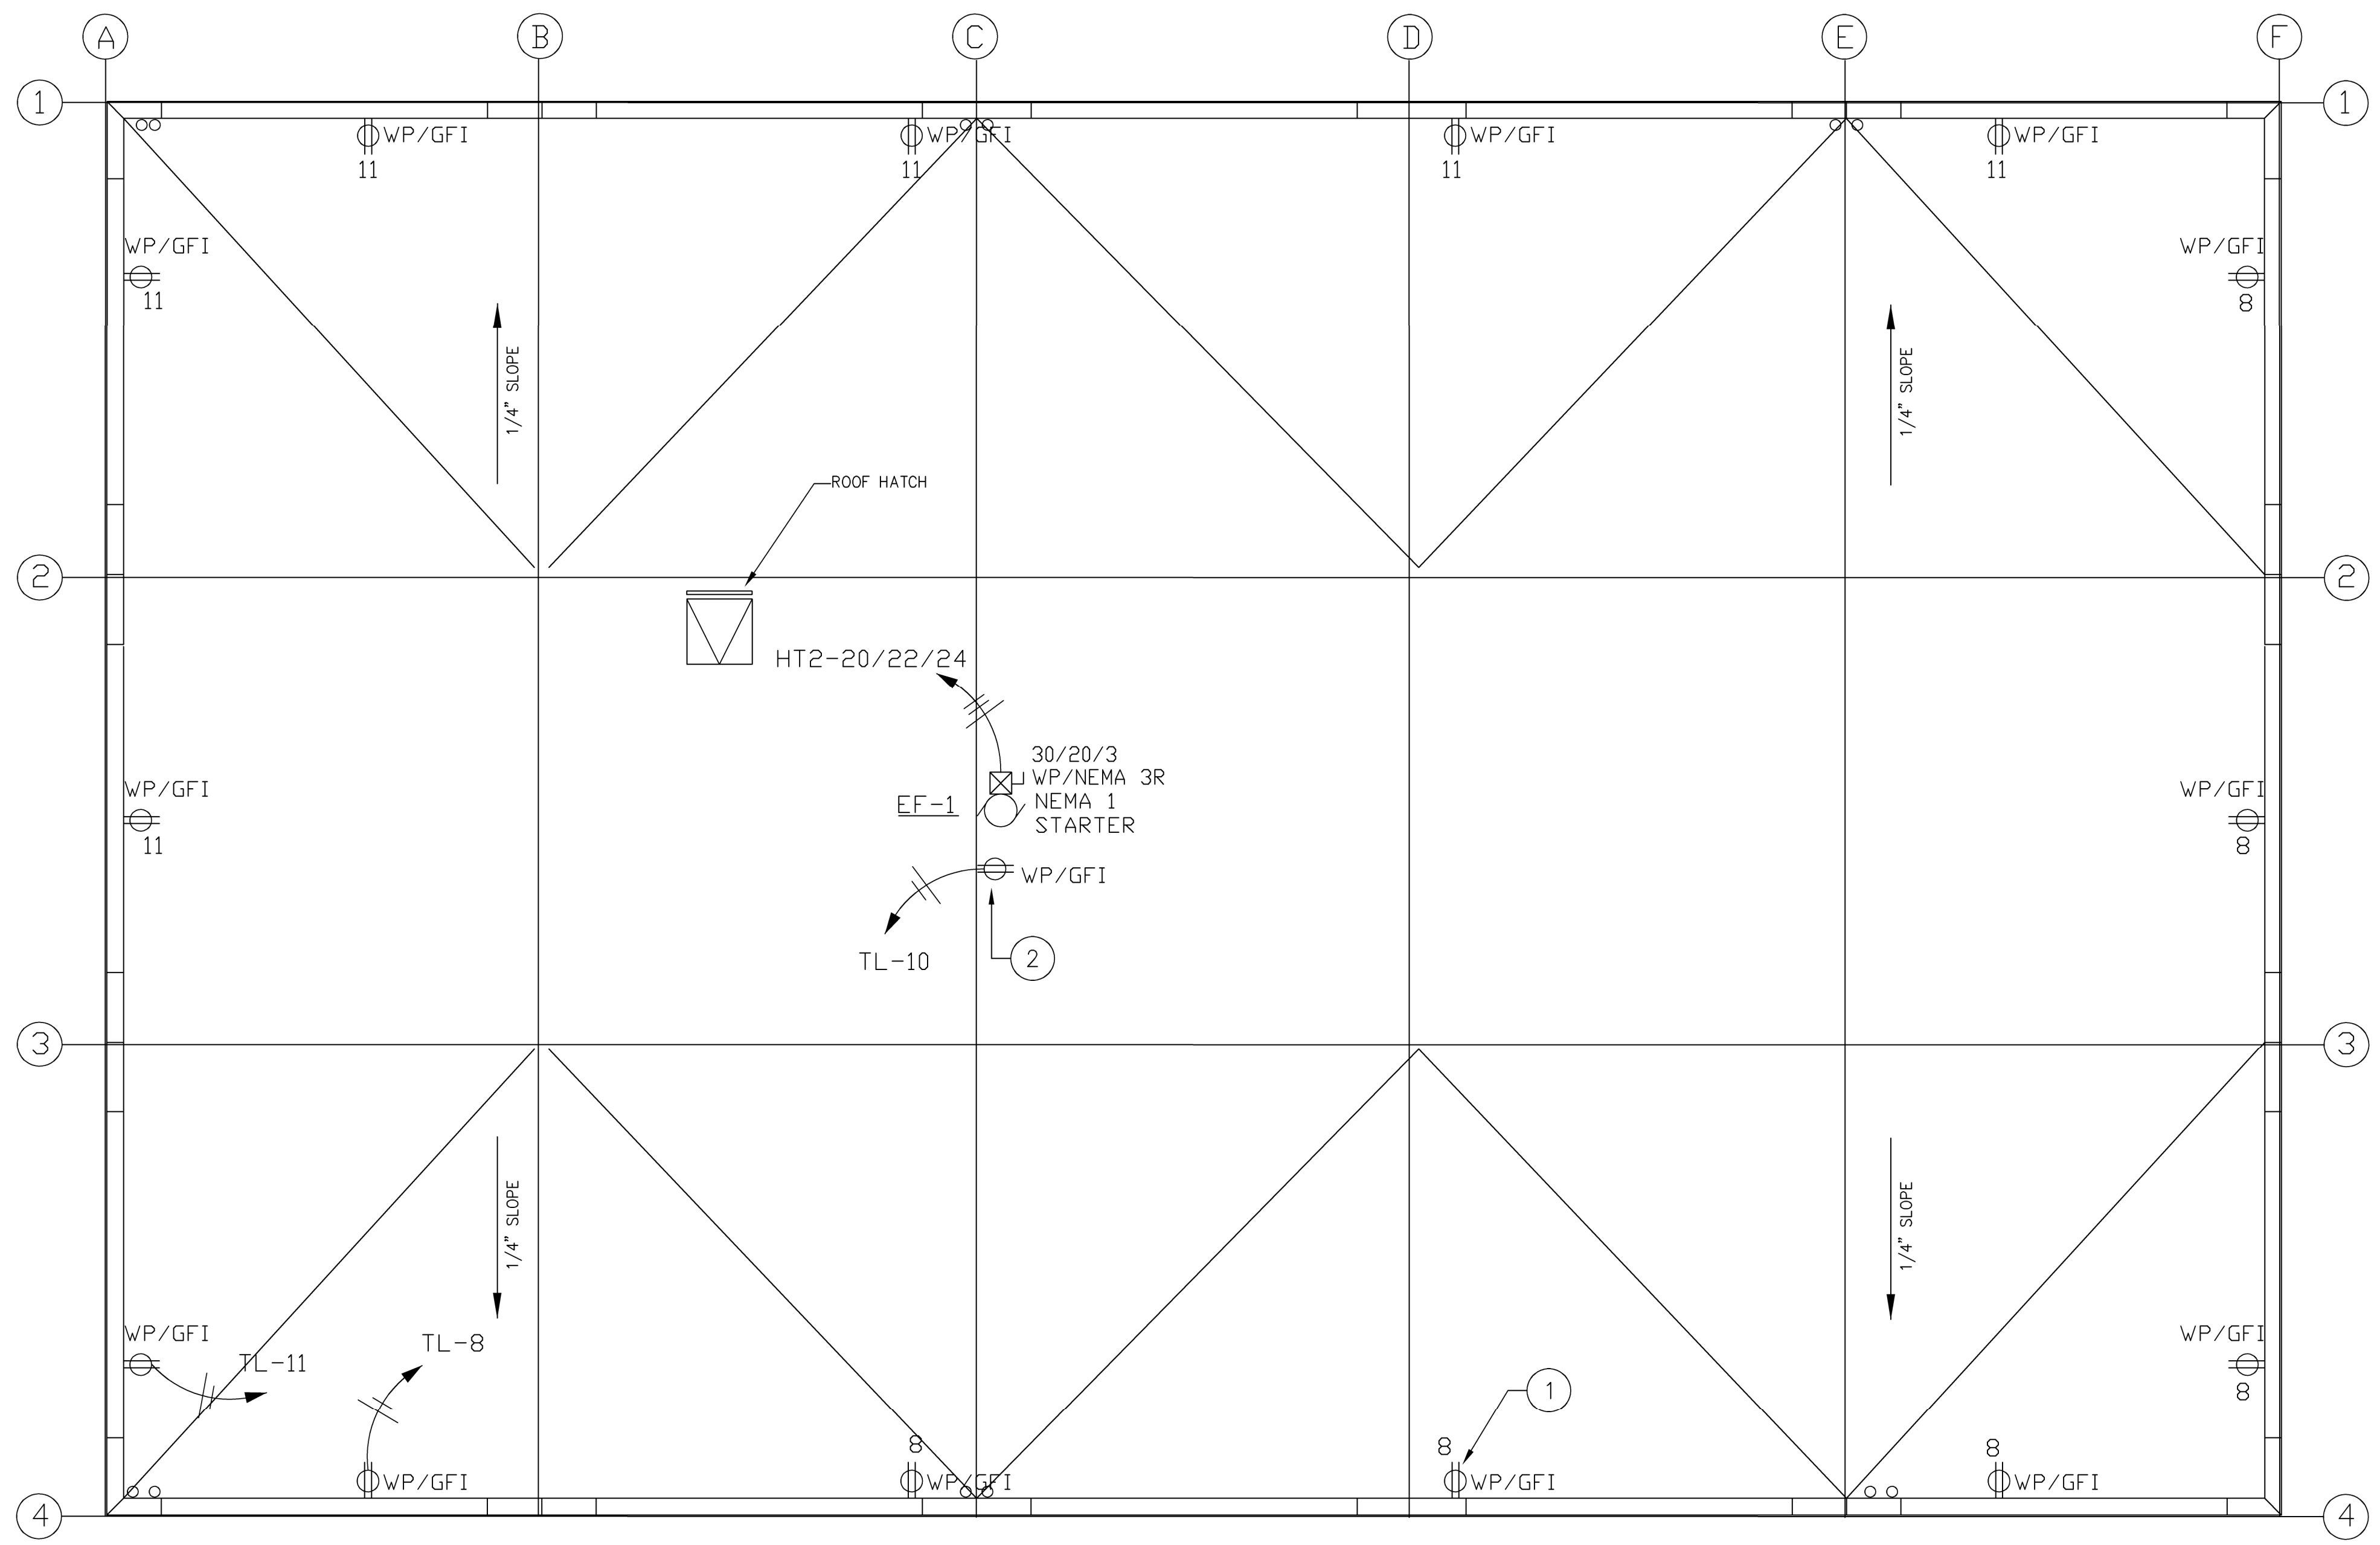 A
B
C
D
E
F
1
1
WP/GFI
WP/GFI
WP/GFI
WP/GFI
11
11
11
11
WP/GFI
WP/GFI
11
8
1/4" SLOPE
1/4" SLOPE
ROOF HATCH
2
2
HT2-20/22/24
30/20/3
WP/NEMA 3R
NEMA 1
STARTER
EF-1
WP/GFI
WP/GFI
11
8
WP/GFI
TL-10
2
3
3
1/4" SLOPE
1/4" SLOPE
WP/GFI
WP/GFI
TL-11
TL-8
1
8
8
8
8
WP/GFI
WP/GFI
WP/GFI
WP/GFI
4
4